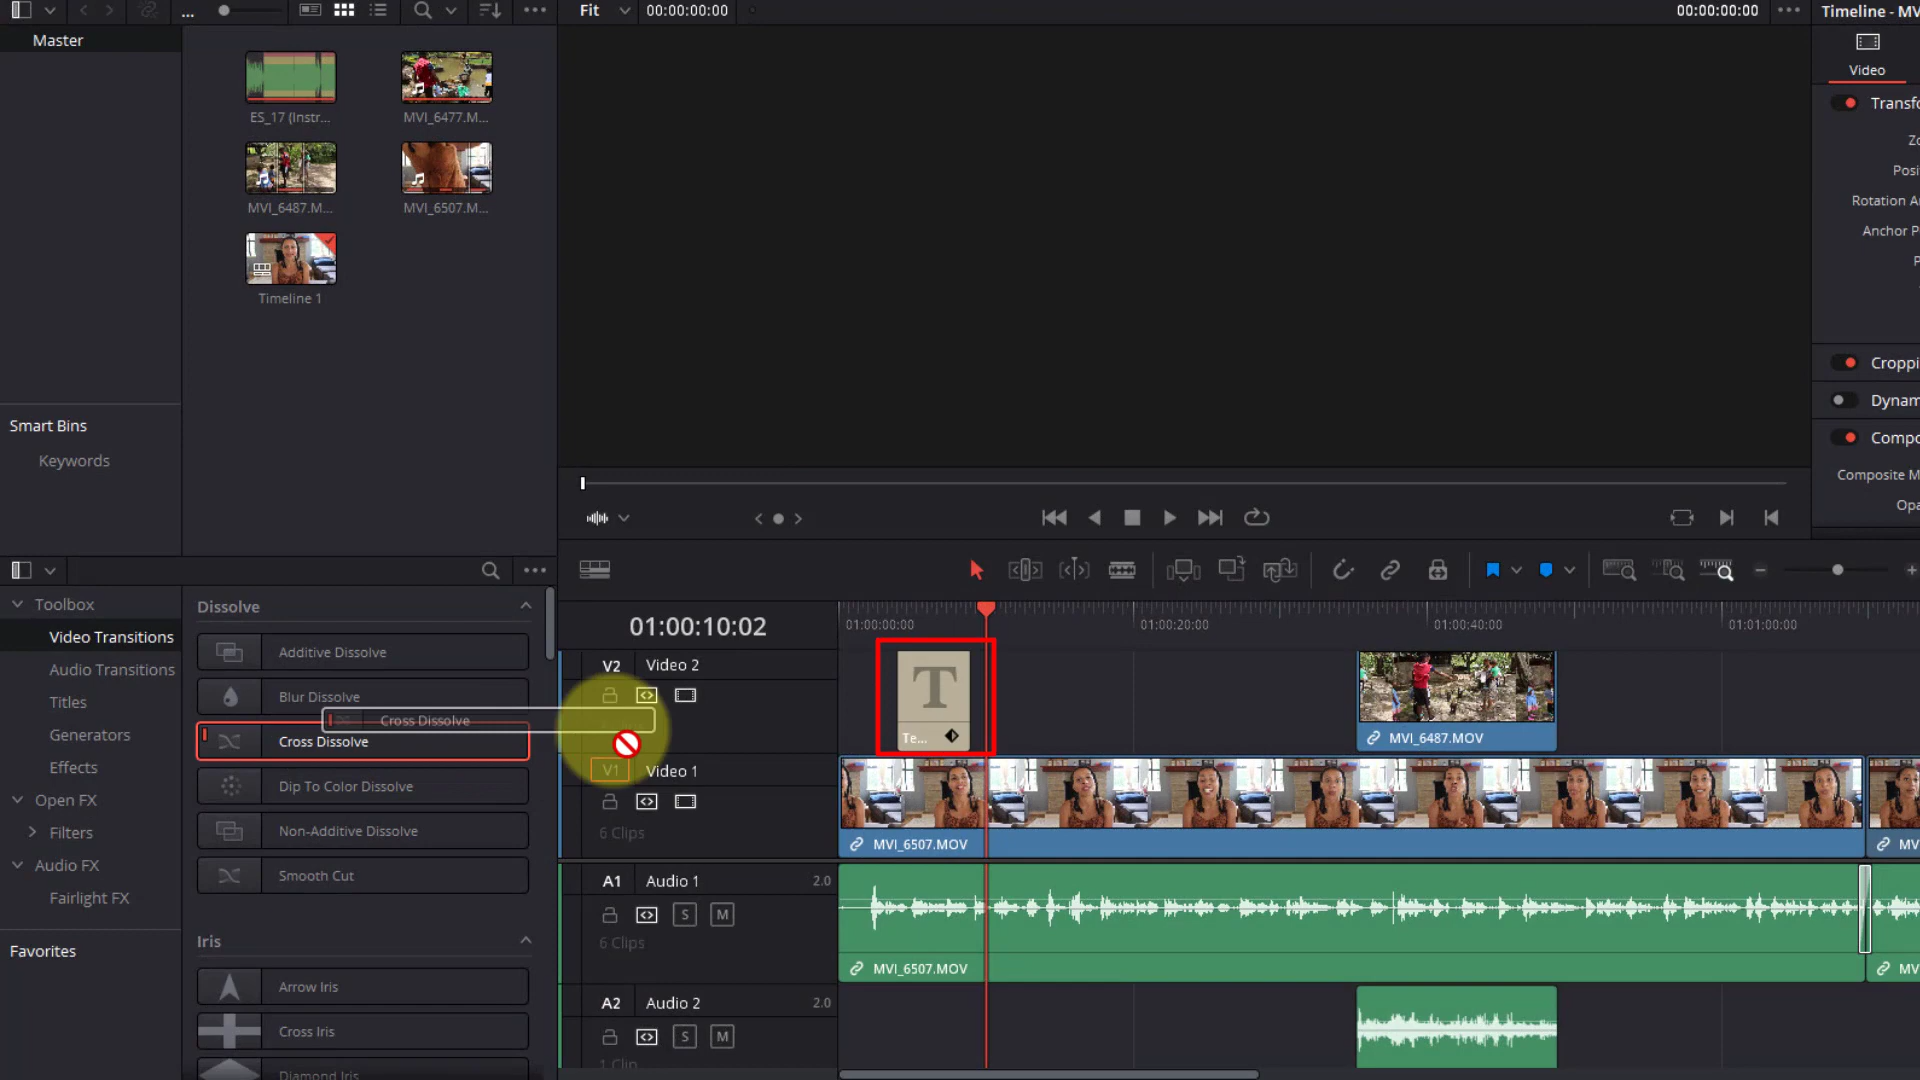 ...
Fit
00:00:00:00
00:00:00:00
Timeline - MV
Master
ES_17 (Instr...
MVI_6477.M...
MVI_6487.M...
MVI_6507.M...
Timeline 1
Smart Bins
Keywords
Video
Transfo
Zo
Posi
Rotation A
Anchor P
P
Croppi
Dynam
Compo
Composite M
Opa
Toolbox
Video Transitions
Audio Transitions
Titles
Generators
Effects
Open FX
Filters
Audio FX
Fairlight FX
Favorites
Dissolve
Additive Dissolve
Blur Dissolve
Cross Dissolve
Cross Dissolve
Dip To Color Dissolve
Non-Additive Dissolve
Smooth Cut
Iris
Arrow Iris
Cross Iris
Diamond Iris
01:00:10:02
01:00:00:00
01:00:20:00
01:00:40:00
01:01:00:00
V2 Video 2
T
Te...
MVI_6487.MOV
V1 Video 1
6 Clips
MVI_6507.MOV
MV
A1 Audio 1 2.0
S M
6 Clips
MVI_6507.MOV
MV
A2 Audio 2 2.0
S M
1 Clip